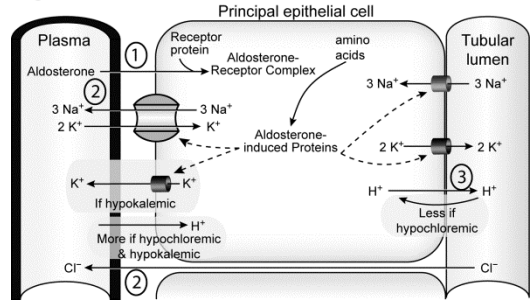 Principal epithelial cell
Plasma
Tubular
lumen
1
Receptor
protein
Aldosterone-
Receptor Complex
amino
acids
Aldosterone
2
3 Na⁺
3 Na⁺
2 K⁺
K⁺
3 Na⁺
3 Na⁺
Aldosterone-
induced Proteins
2 K⁺
2 K⁺
K⁺
K⁺
If hypokalemic
H⁺
3
H⁺
Less if
hypochloremic
H⁺
More if hypochloremic
& hypokalemic
Cl⁻
2
Cl⁻